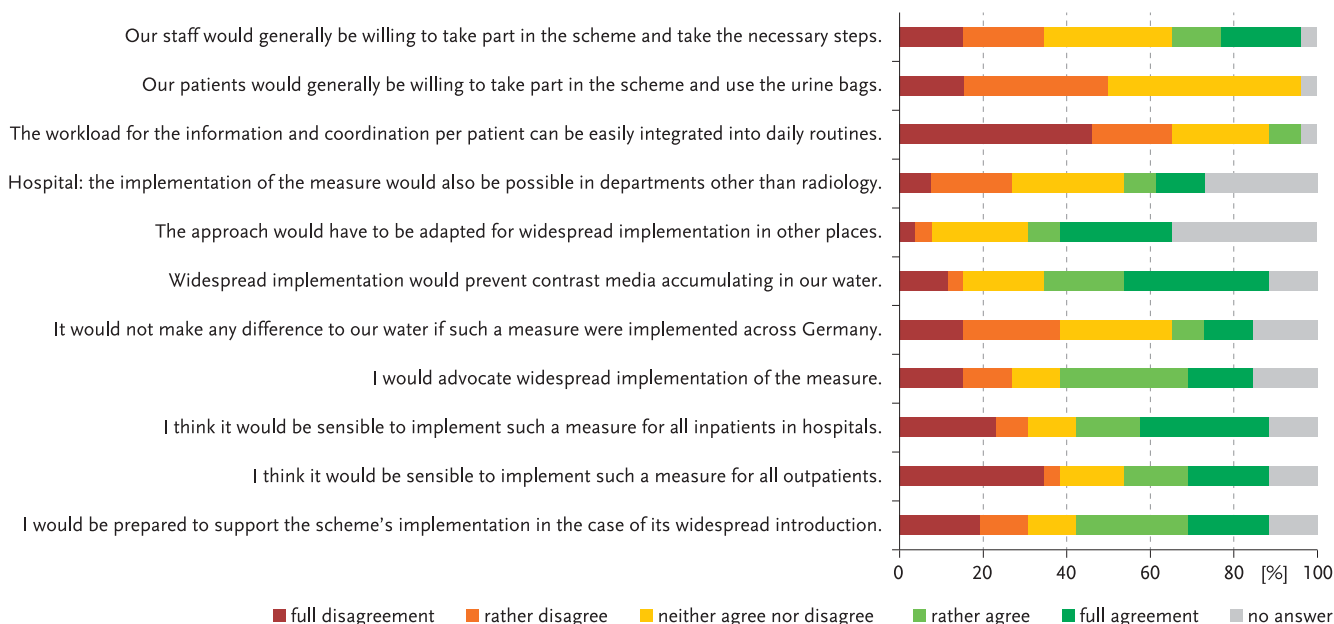 Our staff would generally be willing to take part in the scheme and take the necessary steps.
Our patients would generally be willing to take part in the scheme and use the urine bags.
The workload for the information and coordination per patient can be easily integrated into daily routines.
Hospital: the implementation of the measure would also be possible in departments other than radiology.
The approach would have to be adapted for widespread implementation in other places.
Widespread implementation would prevent contrast media accumulating in our water.
It would not make any difference to our water if such a measure were implemented across Germany.
I would advocate widespread implementation of the measure.
I think it would be sensible to implement such a measure for all inpatients in hospitals.
I think it would be sensible to implement such a measure for all outpatients.
I would be prepared to support the scheme’s implementation in the case of its widespread introduction.
0 20 40 60 80 [%] 100
full disagreement rather disagree neither agree nor disagree rather agree full agreement no answer